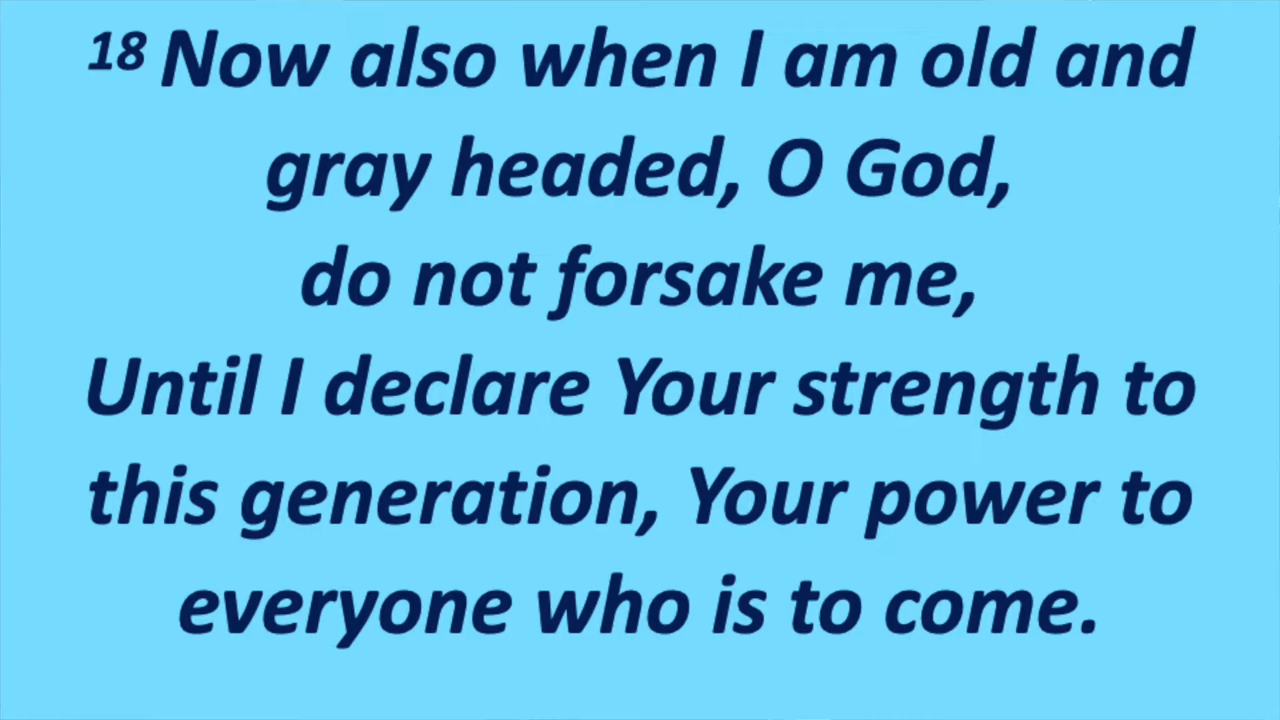 18 Now also when I am old and
gray headed, O God,
do not forsake me,
Until I declare Your strength to
this generation, Your power to
everyone who is to come.